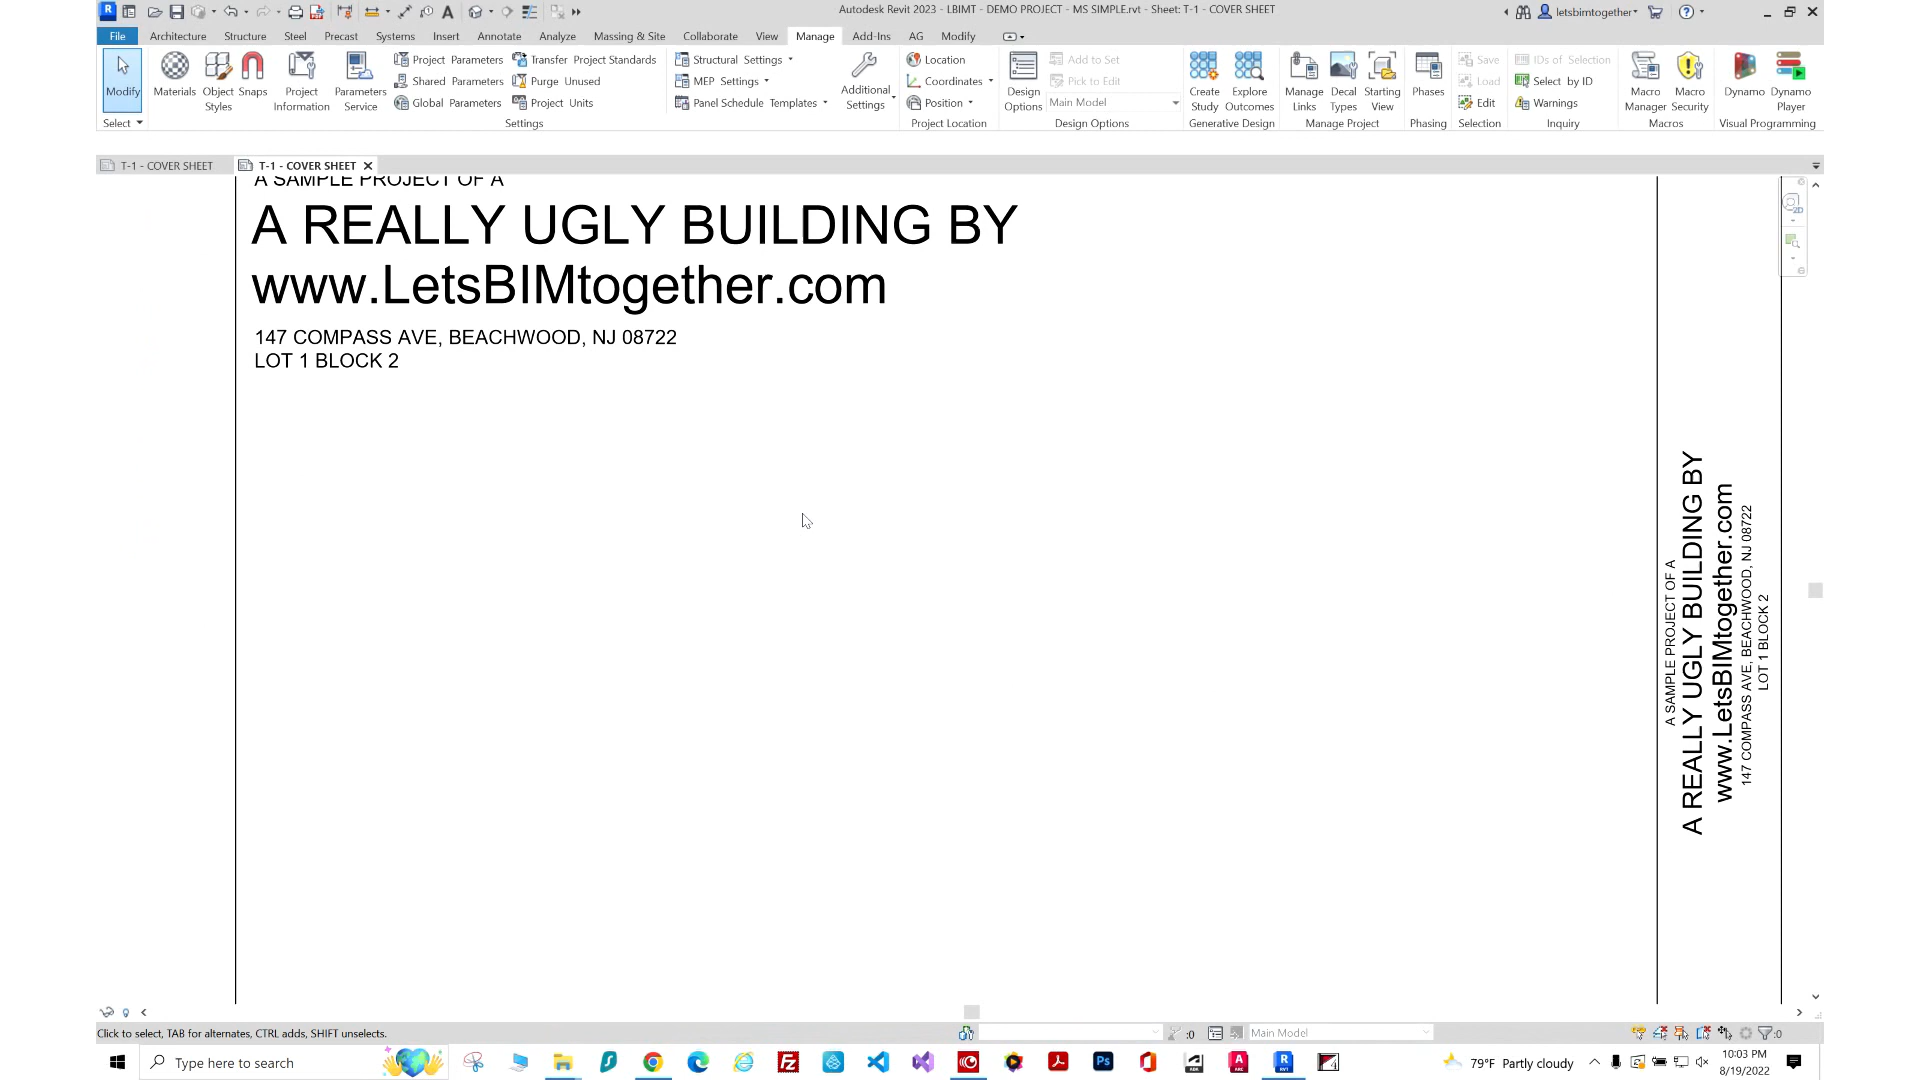 Autodesk Revit 2023 - LBIMT - DEMO PROJECT - MS SIMPLE.rvt - Sheet: T-1 - COVER SHEET
letsbimtogether
File Architecture Structure Steel Precast Systems Insert Annotate Analyze Massing & Site Collaborate View Manage Add-Ins AG Modify
Modify
Select
Materials
Object Styles
Snaps
Project Information
Parameters Service
Project Parameters
Shared Parameters
Global Parameters
Transfer Project Standards
Purge Unused
Project Units
Settings
Structural Settings
MEP Settings
Panel Schedule Templates
Additional Settings
Location
Coordinates
Position
Project Location
Design Options
Add to Set
Pick to Edit
Main Model
Design Options
Create Study
Explore Outcomes
Generative Design
Manage Links
Decal Types
Starting View
Manage Project
Phases
Phasing
Save
Load
Edit
Selection
IDs of Selection
Select by ID
Warnings
Inquiry
Macro Manager
Macro Security
Macros
Dynamo
Dynamo Player
Visual Programming
T-1 - COVER SHEET
T-1 - COVER SHEET
A SAMPLE PROJECT OF A
A REALLY UGLY BUILDING BY
www.LetsBIMtogether.com
147 COMPASS AVE, BEACHWOOD, NJ 08722
LOT 1 BLOCK 2
A SAMPLE PROJECT OF A
A REALLY UGLY BUILDING BY
www.LetsBIMtogether.com
147 COMPASS AVE, BEACHWOOD, NJ 08722
LOT 1 BLOCK 2
Click to select, TAB for alternates, CTRL adds, SHIFT unselects.
:0
Main Model
:0
Type here to search
79°F Partly cloudy
10:03 PM
8/19/2022